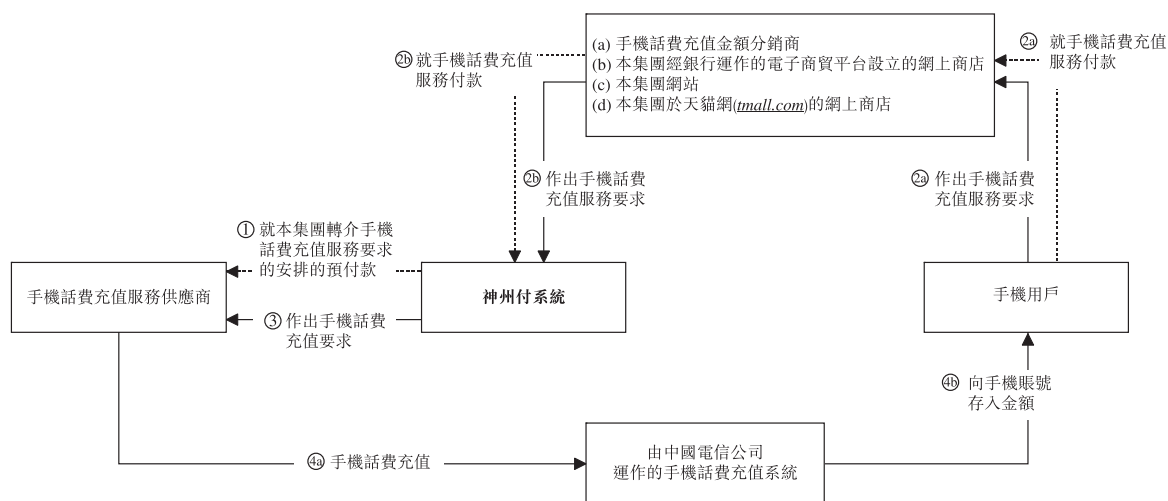 (a) 手機話費充值金額分銷商
(b) 本集團經銀行運作的電子商貿平台設立的網上商店
(c) 本集團網站
(d) 本集團於天貓網(tmall.com)的網上商店
2b 就手機話費充值
服務付款
2a 就手機話費充值
服務付款
2b 作出手機話費
充值服務要求
2a 作出手機話費
充值服務要求
① 就本集團轉介手機
話費充值服務要求
的安排的預付款
手機話費充值服務供應商
神州付系統
手機用戶
③ 作出手機話費
充值要求
4b 向手機賬號
存入金額
4a 手機話費充值
由中國電信公司
運作的手機話費充值系統